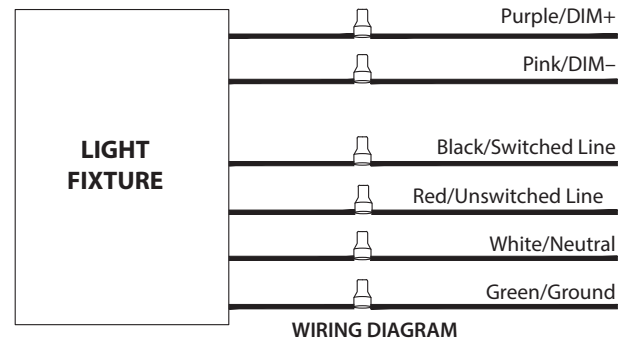 Purple/DIM+
Pink/DIM–
LIGHT
FIXTURE
Black/Switched Line
Red/Unswitched Line
White/Neutral
Green/Ground
WIRING DIAGRAM